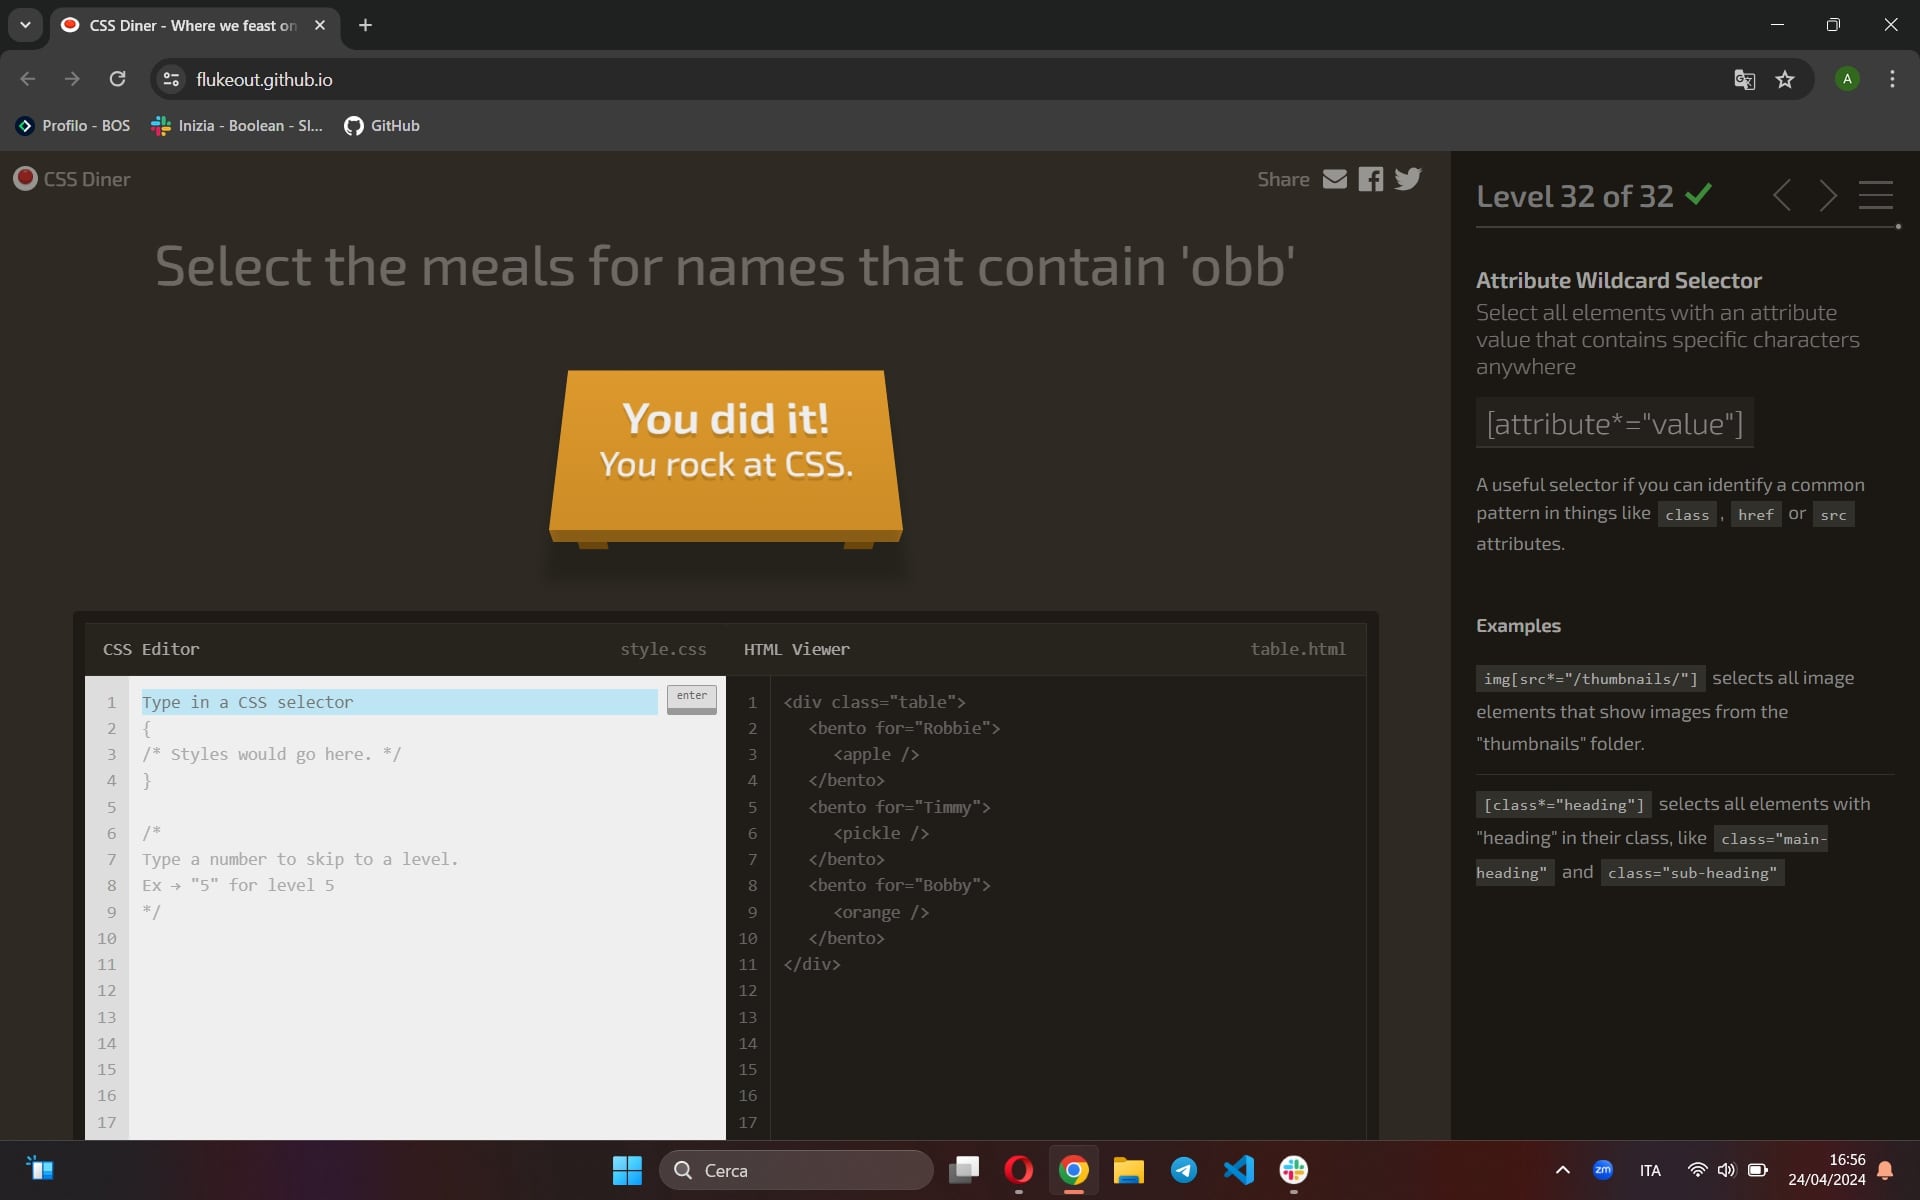 CSS Diner - Where we feast on
flukeout.github.io
A
Profilo - BOS
Inizia - Boolean - Sl...
GitHub
CSS Diner
Share
Select the meals for names that contain 'obb'
You did it!
You rock at CSS.
CSS Editor
style.css
1 Type in a CSS selector
enter
2 {
3 /* Styles would go here. */
4 }
5
6 /*
7 Type a number to skip to a level.
8 Ex → "5" for level 5
9 */
10
11
12
13
14
15
16
17
HTML Viewer
table.html
1 <div class="table">
2 <bento for="Robbie">
3 <apple />
4 </bento>
5 <bento for="Timmy">
6 <pickle />
7 </bento>
8 <bento for="Bobby">
9 <orange />
10 </bento>
11 </div>
12
13
14
15
16
17
Level 32 of 32
Attribute Wildcard Selector
Select all elements with an attribute
value that contains specific characters
anywhere
[attribute*="value"]
A useful selector if you can identify a common
pattern in things like class , href or src
attributes.
Examples
img[src*="/thumbnails/"] selects all image
elements that show images from the
"thumbnails" folder.
[class*="heading"] selects all elements with
"heading" in their class, like class="main-
heading" and class="sub-heading"
Cerca
zm
ITA
16:56
24/04/2024